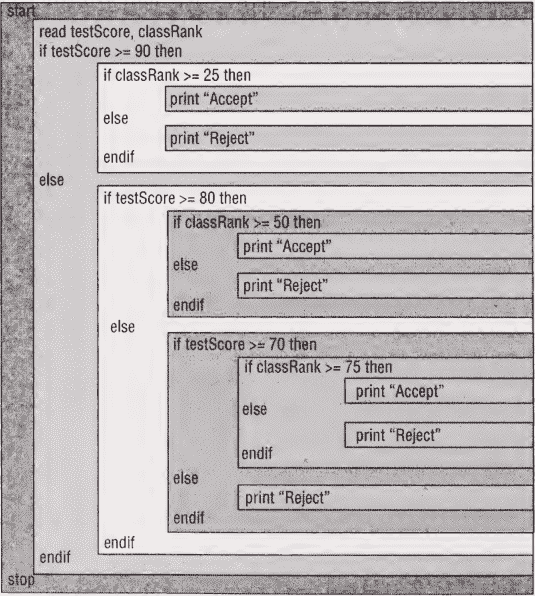 start
read testScore, classRank
if testScore >= 90 then
if classRank >= 25 then
print “Accept”
else
print “Reject”
endif
else
if testScore >= 80 then
if classRank >= 50 then
print “Accept”
else
print “Reject”
endif
else
if testScore >= 70 then
if classRank >= 75 then
print “Accept”
else
print “Reject”
endif
else
print “Reject”
endif
endif
endif
stop